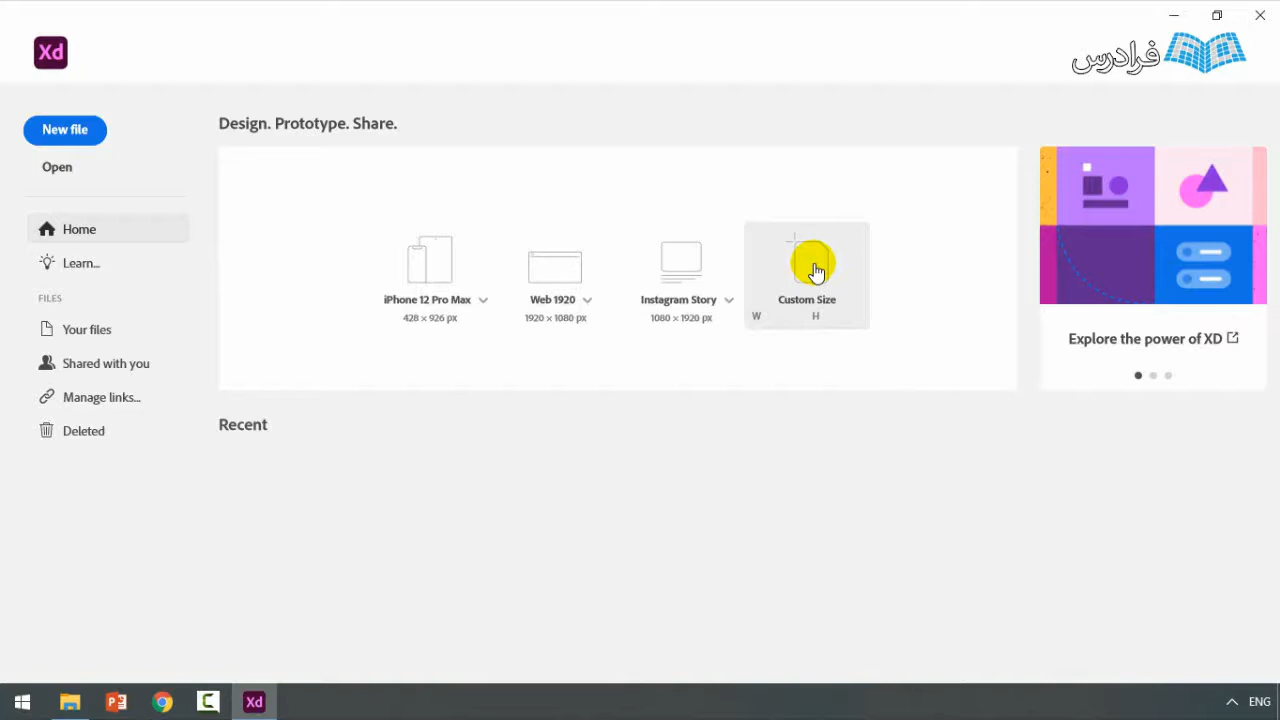 Xd
فرادرس
New file
Open
Home
Learn...
FILES
Your files
Shared with you
Manage links...
Deleted
Design. Prototype. Share.
iPhone 12 Pro Max
428 × 926 px
Web 1920
1920 × 1080 px
Instagram Story
1080 × 1920 px
Custom Size
W H
Explore the power of XD
Recent
Xd
ENG